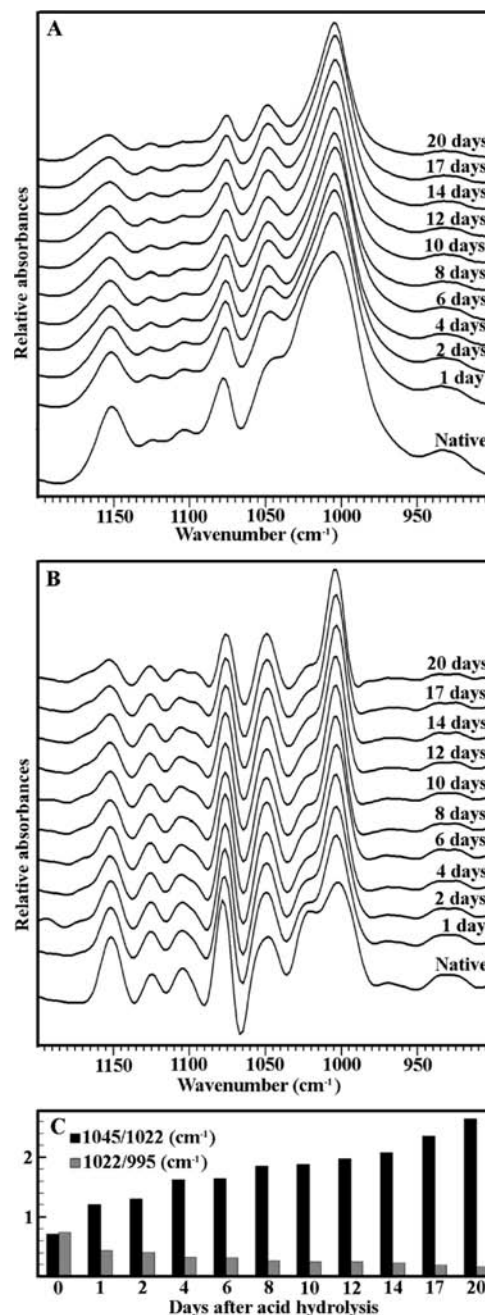 A
Relative absorbances
20 days
17 days
14 days
12 days
10 days
8 days
6 days
4 days
2 days
1 day
Native
1150 1100 1050 1000 950
Wavenumber (cm⁻¹)
B
Relative absorbances
20 days
17 days
14 days
12 days
10 days
8 days
6 days
4 days
2 days
1 day
Native
1150 1100 1050 1000 950
Wavenumber (cm⁻¹)
C
1045/1022 (cm⁻¹)
1022/995 (cm⁻¹)
2
1
0 1 2 4 6 8 10 12 14 17 20
Days after acid hydrolysis